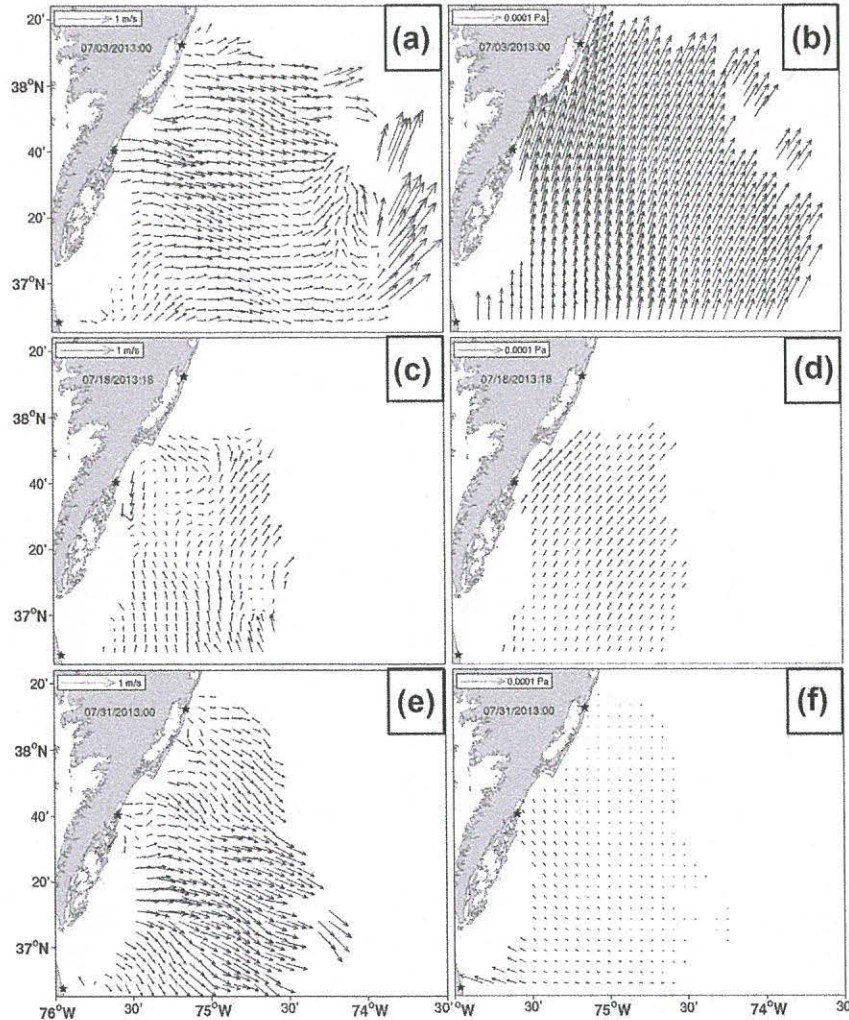 1 m/s
07/03/2013:00
(a)
20'
38°N
40'
20'
37°N
0.0001 Pa
07/03/2013:00
(b)
1 m/s
07/18/2013:18
(c)
20'
38°N
40'
20'
37°N
0.0001 Pa
07/18/2013:18
(d)
1 m/s
07/31/2013:00
(e)
20'
38°N
40'
20'
37°N
76°W 30' 75°W 30' 74°W 30'
0.0001 Pa
07/31/2013:00
(f)
30' 75°W 30' 74°W 30'